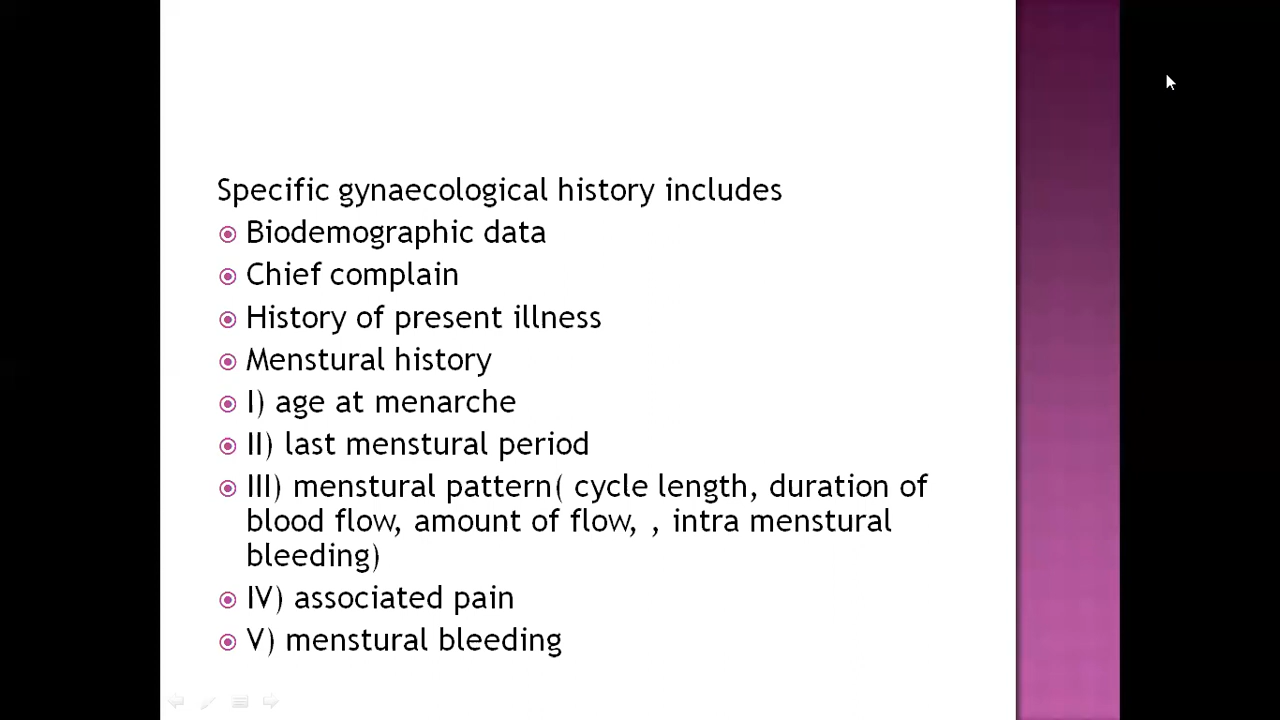 Specific gynaecological history includes
Biodemographic data
Chief complain
History of present illness
Menstural history
I) age at menarche
II) last menstural period
III) menstural pattern( cycle length, duration of
blood flow, amount of flow, , intra menstural
bleeding)
IV) associated pain
V) menstural bleeding